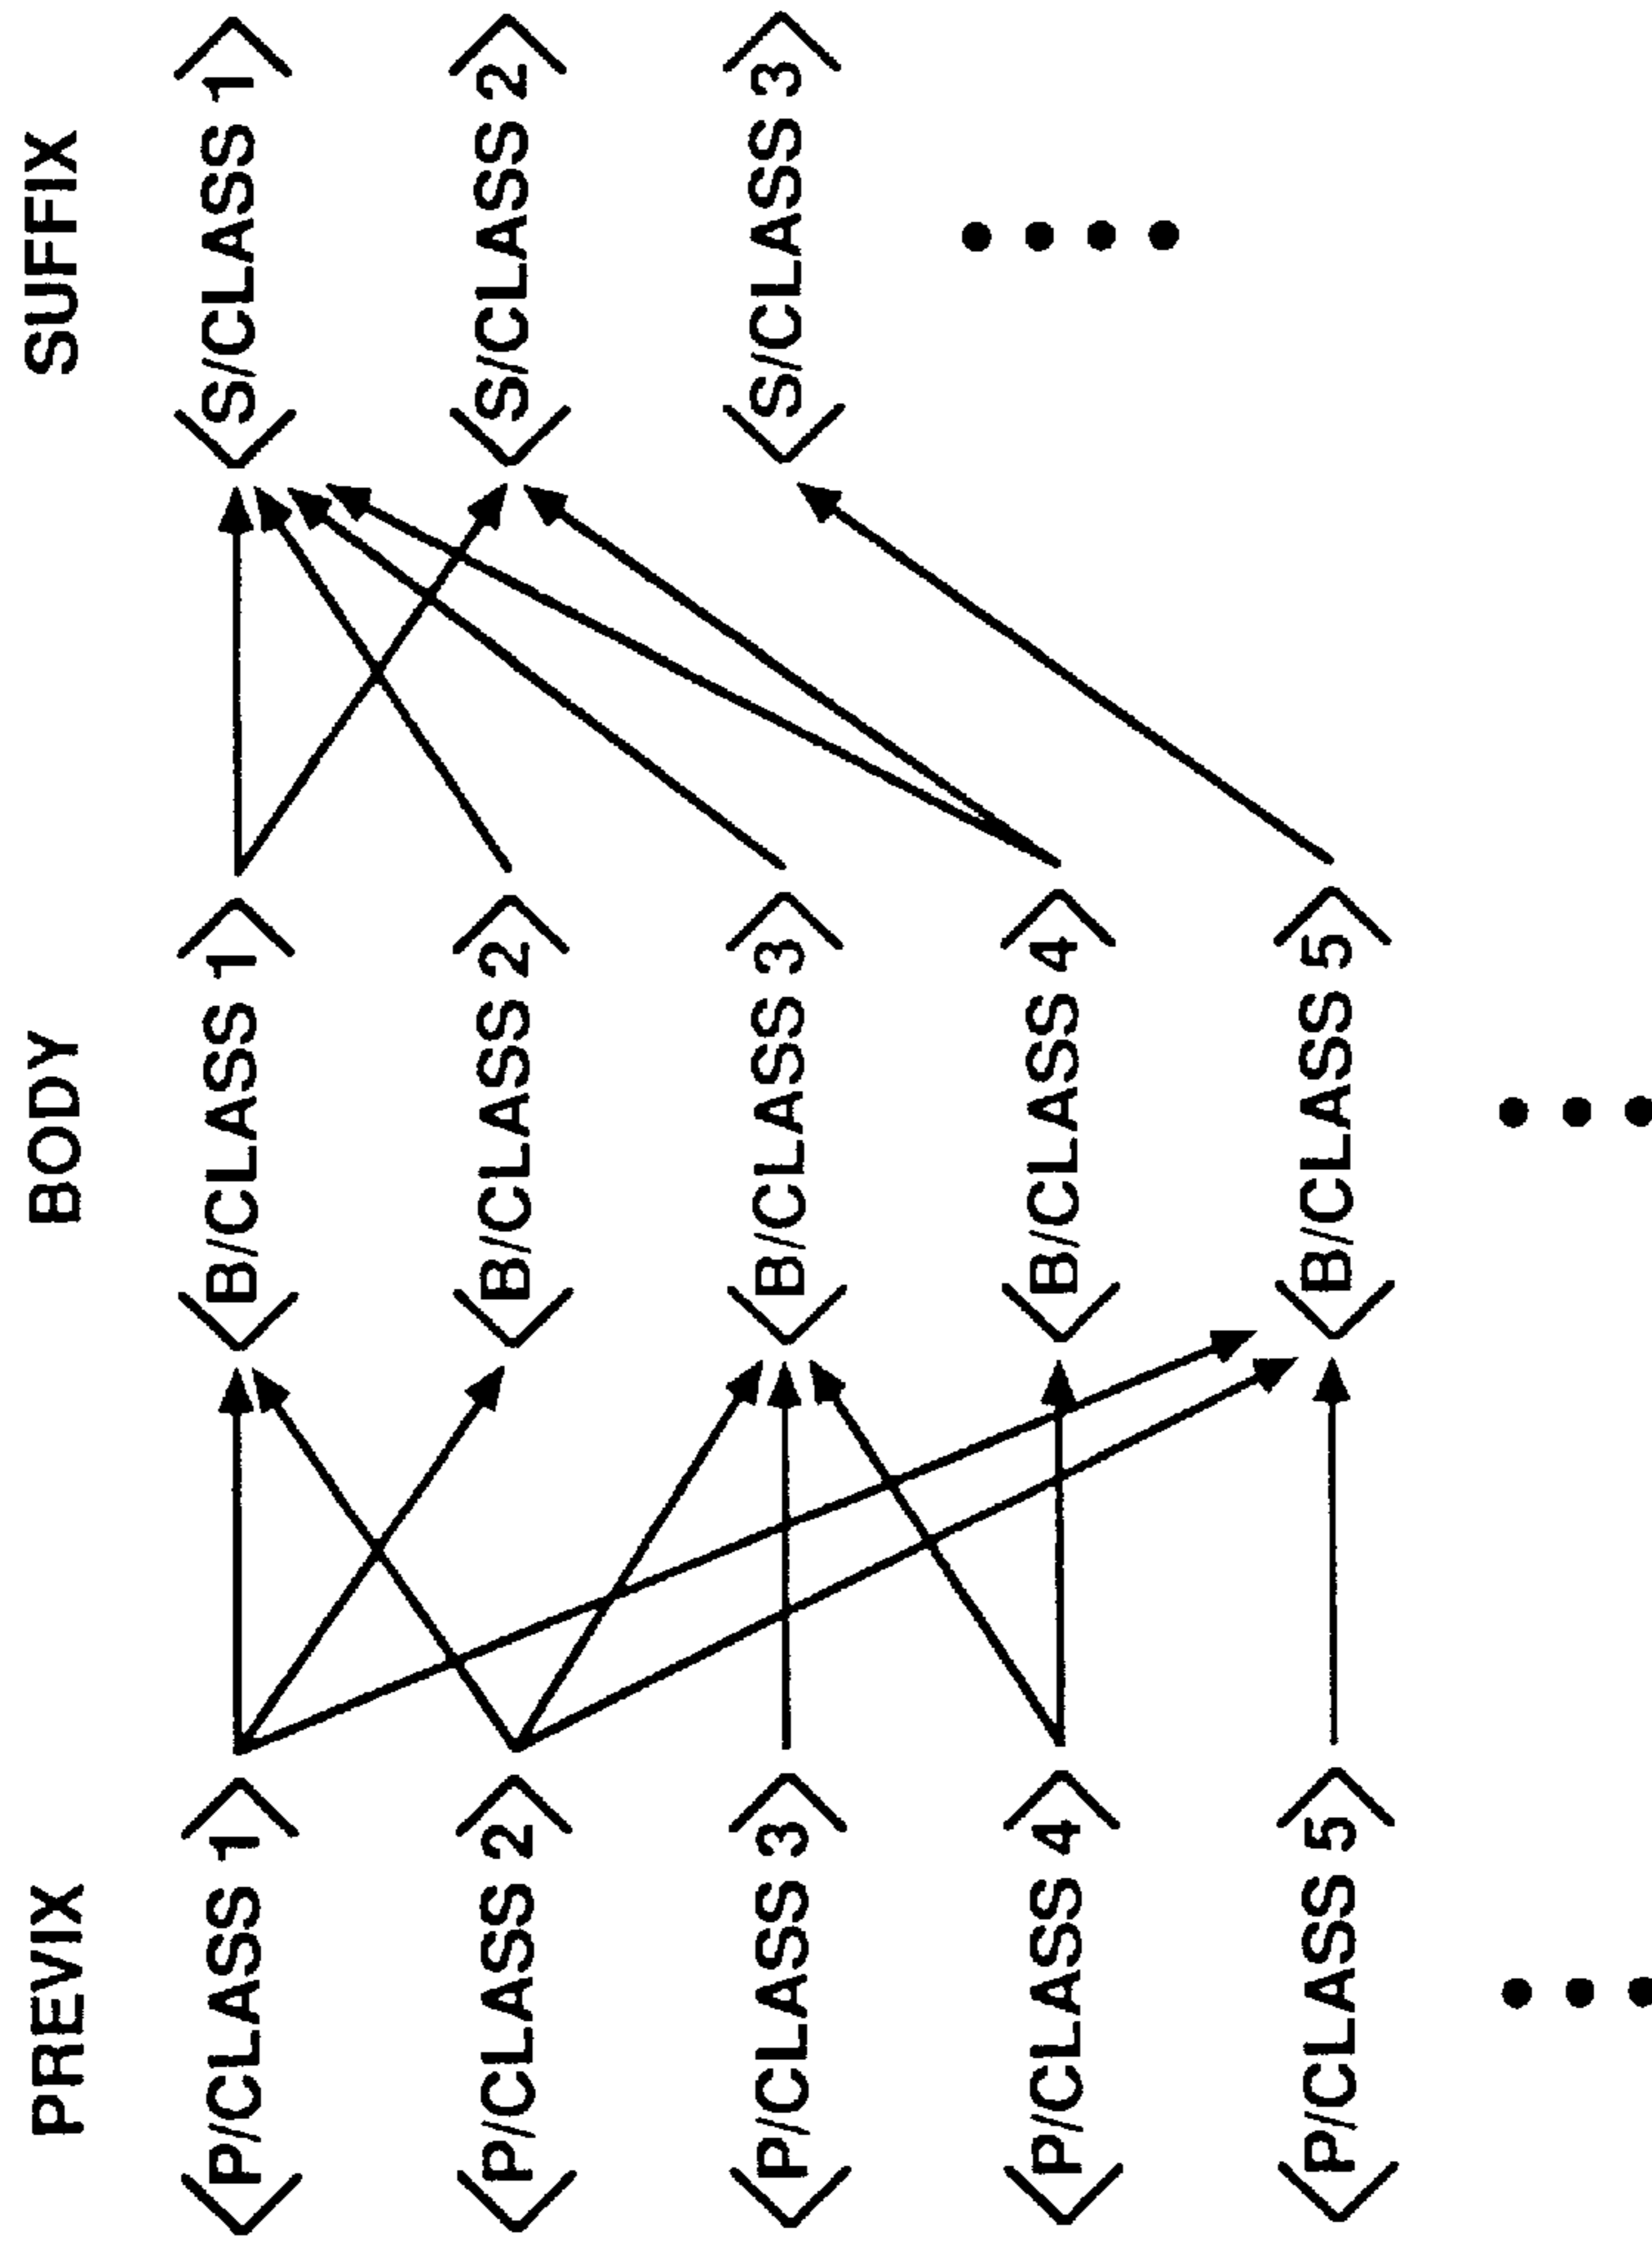 PREVIX BODY SUFFIX
<P//CLASS 1> <B//CLASS 1> <S//CLASS 1>
<P//CLASS 2> <B//CLASS 2> <S//CLASS 2>
<P//CLASS 3> <B//CLASS 3> <S//CLASS 3>
<P//CLASS 4> <B//CLASS 4>
<P//CLASS 5> <B//CLASS 5>